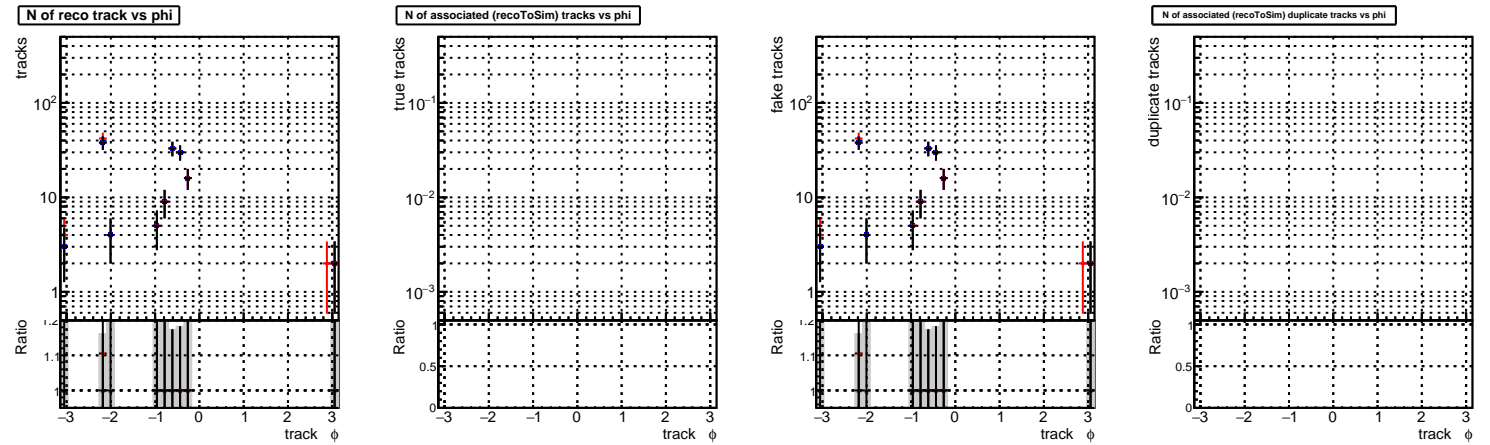 N of reco track vs phi
tracks
10²
10
1
Ratio
1.2
1.1
1
−3 −2 −1 0 1 2 3
track ϕ
N of associated (recoToSim) tracks vs phi
true tracks
10⁻¹
10⁻²
10⁻³
Ratio
1
0.5
0
−3 −2 −1 0 1 2 3
track ϕ
fake tracks
10²
10
1
Ratio
1.2
1.1
1
−3 −2 −1 0 1 2 3
track ϕ
N of associated (recoToSim) duplicate tracks vs phi
duplicate tracks
10⁻¹
10⁻²
10⁻³
Ratio
1
0.5
0
−3 −2 −1 0 1 2 3
track ϕ